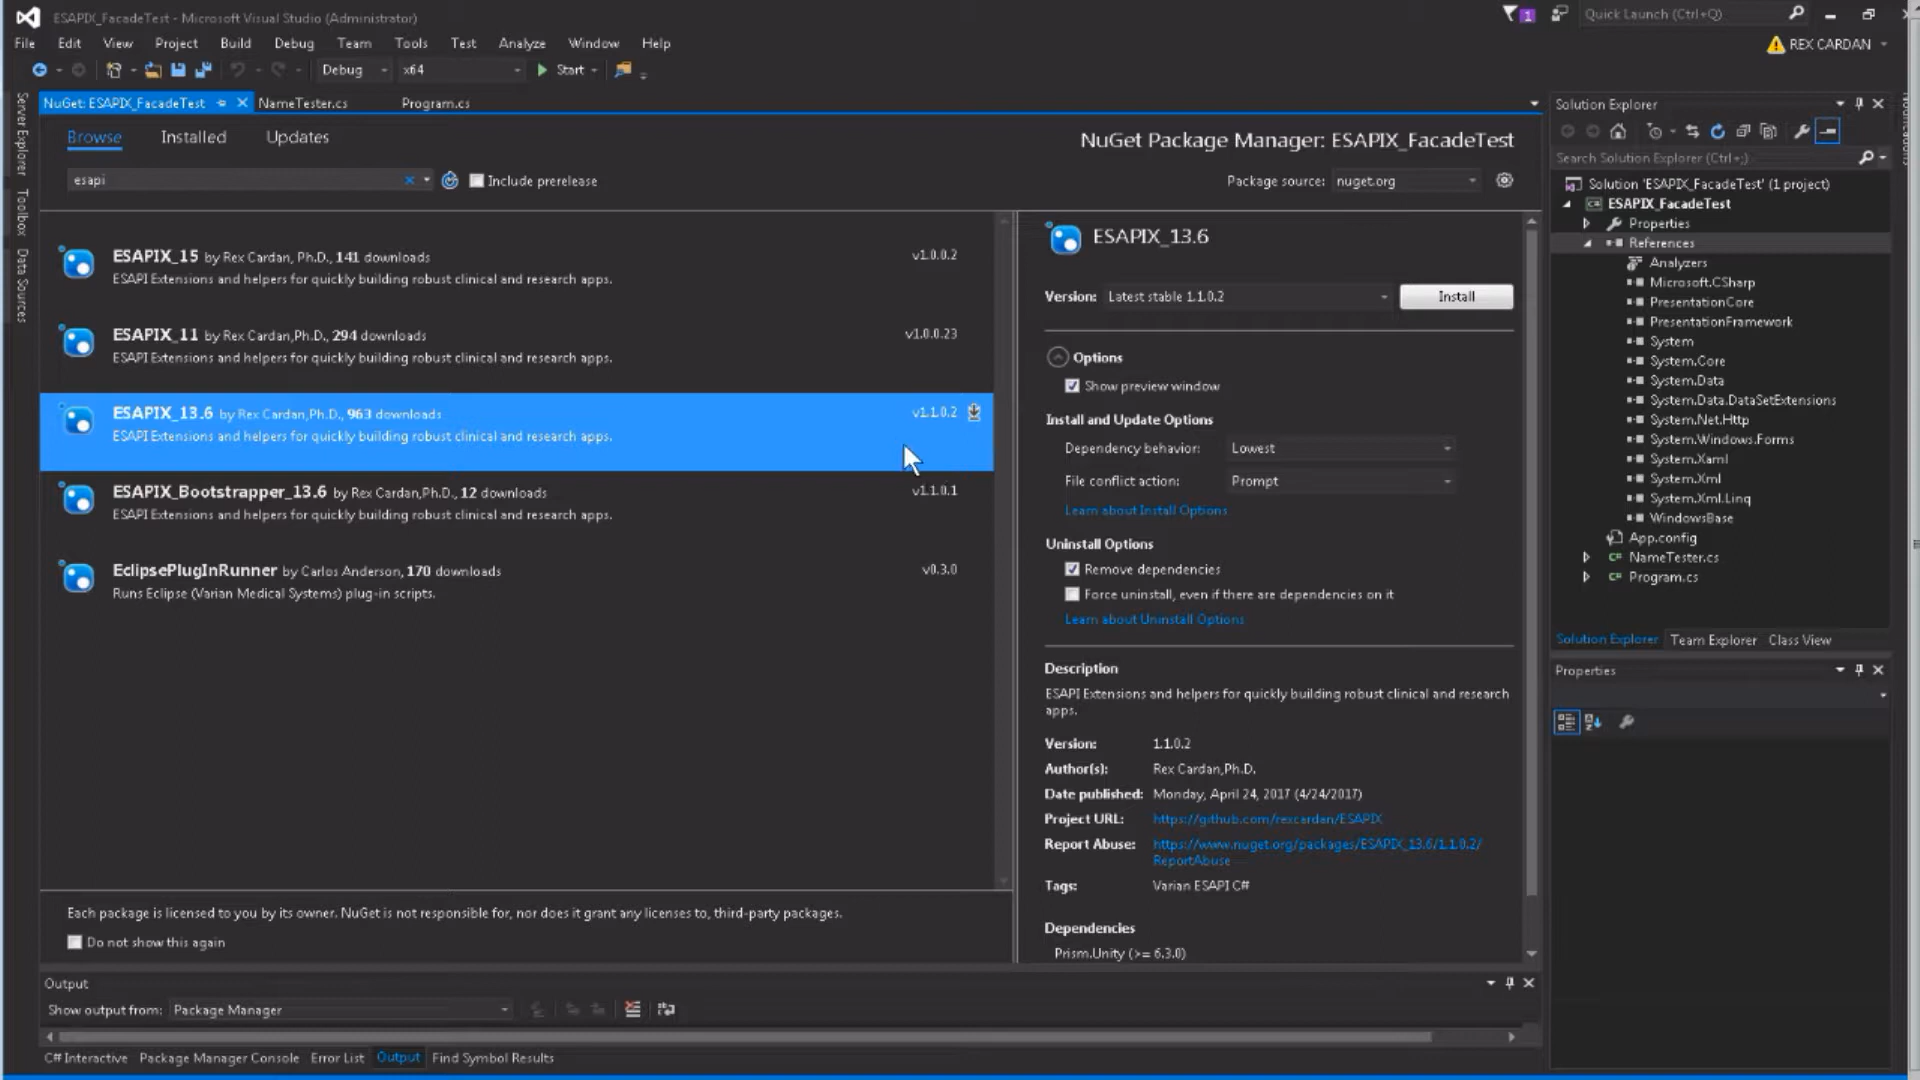 ESAPIX_FacadeTest - Microsoft Visual Studio (Administrator)
1
Quick Launch (Ctrl+Q)
File Edit View Project Build Debug Team Tools Test Analyze Window Help
REX CARDAN
Debug x64 Start
Server Explorer
Toolbox
Data Sources
NuGet: ESAPIX_FacadeTest NameTester.cs Program.cs
Browse Installed Updates
NuGet Package Manager: ESAPIX_FacadeTest
esapi
Include prerelease
Package source: nuget.org
ESAPIX_15 by Rex Cardan, Ph.D., 141 downloads v1.0.0.2
ESAPI Extensions and helpers for quickly building robust clinical and research apps.
ESAPIX_11 by Rex Cardan,Ph.D., 294 downloads v1.0.0.23
ESAPI Extensions and helpers for quickly building robust clinical and research apps.
ESAPIX_13.6 by Rex Cardan,Ph.D., 963 downloads v1.1.0.2
ESAPI Extensions and helpers for quickly building robust clinical and research apps.
ESAPIX_Bootstrapper_13.6 by Rex Cardan,Ph.D., 12 downloads v1.1.0.1
ESAPI Extensions and helpers for quickly building robust clinical and research apps.
EclipsePlugInRunner by Carlos Anderson, 170 downloads v0.3.0
Runs Eclipse (Varian Medical Systems) plug-in scripts.
Each package is licensed to you by its owner. NuGet is not responsible for, nor does it grant any licenses to, third-party packages.
Do not show this again
ESAPIX_13.6
Version: Latest stable 1.1.0.2 Install
Options
Show preview window
Install and Update Options
Dependency behavior: Lowest
File conflict action: Prompt
Learn about Install Options
Uninstall Options
Remove dependencies
Force uninstall, even if there are dependencies on it
Learn about Uninstall Options
Description
ESAPI Extensions and helpers for quickly building robust clinical and research
apps.
Version: 1.1.0.2
Author(s): Rex Cardan,Ph.D.
Date published: Monday, April 24, 2017 (4/24/2017)
Project URL: https://github.com/rexcardan/ESAPIX
Report Abuse: https://www.nuget.org/packages/ESAPIX_13.6/1.1.0.2/
ReportAbuse
Tags: Varian ESAPI C#
Dependencies
Prism.Unity (>= 6.3.0)
Solution Explorer
Search Solution Explorer (Ctrl+;)
Solution 'ESAPIX_FacadeTest' (1 project)
ESAPIX_FacadeTest
Properties
References
Analyzers
Microsoft.CSharp
PresentationCore
PresentationFramework
System
System.Core
System.Data
System.Data.DataSetExtensions
System.Net.Http
System.Windows.Forms
System.Xaml
System.Xml
System.Xml.Linq
WindowsBase
App.config
NameTester.cs
Program.cs
Solution Explorer Team Explorer Class View
Properties
Output
Show output from: Package Manager
C# Interactive Package Manager Console Error List Output Find Symbol Results